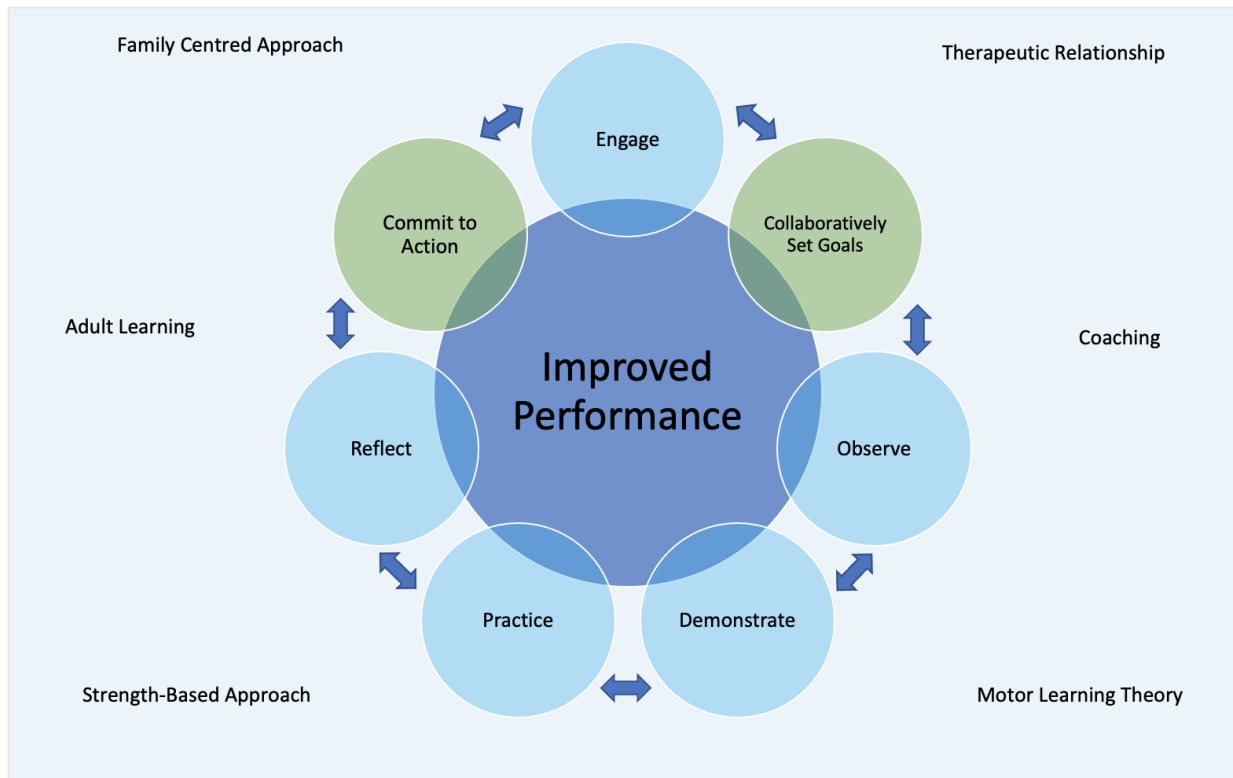 Family Centred Approach
Therapeutic Relationship
Engage
Commit to
Action
Collaboratively
Set Goals
Adult Learning
Coaching
Improved
Performance
Reflect
Observe
Practice
Demonstrate
Strength-Based Approach
Motor Learning Theory